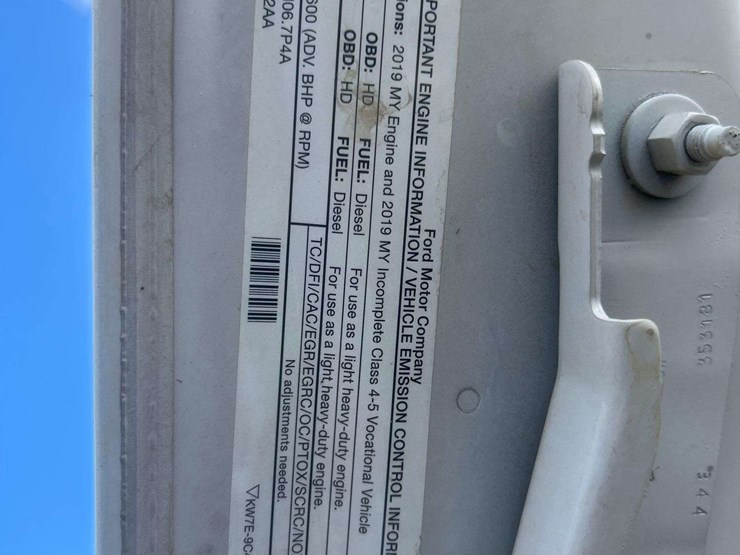 Ford Motor Company
PORTANT ENGINE INFORMATION / VEHICLE EMISSION CONTROL INFOR
ions: 2019 MY Engine and 2019 MY Incomplete Class 4-5 Vocational Vehicle
OBD: HD FUEL: Diesel For use as a light heavy-duty engine.
OBD: HD FUEL: Diesel For use as a light heavy-duty engine.
600 (ADV. BHP @ RPM) TC/DFI/CAC/EGR/EGRC/OC/PTOX/SCRC/NO
06.7P4A No adjustments needed.
2AA
KW7E-9C
353181
344